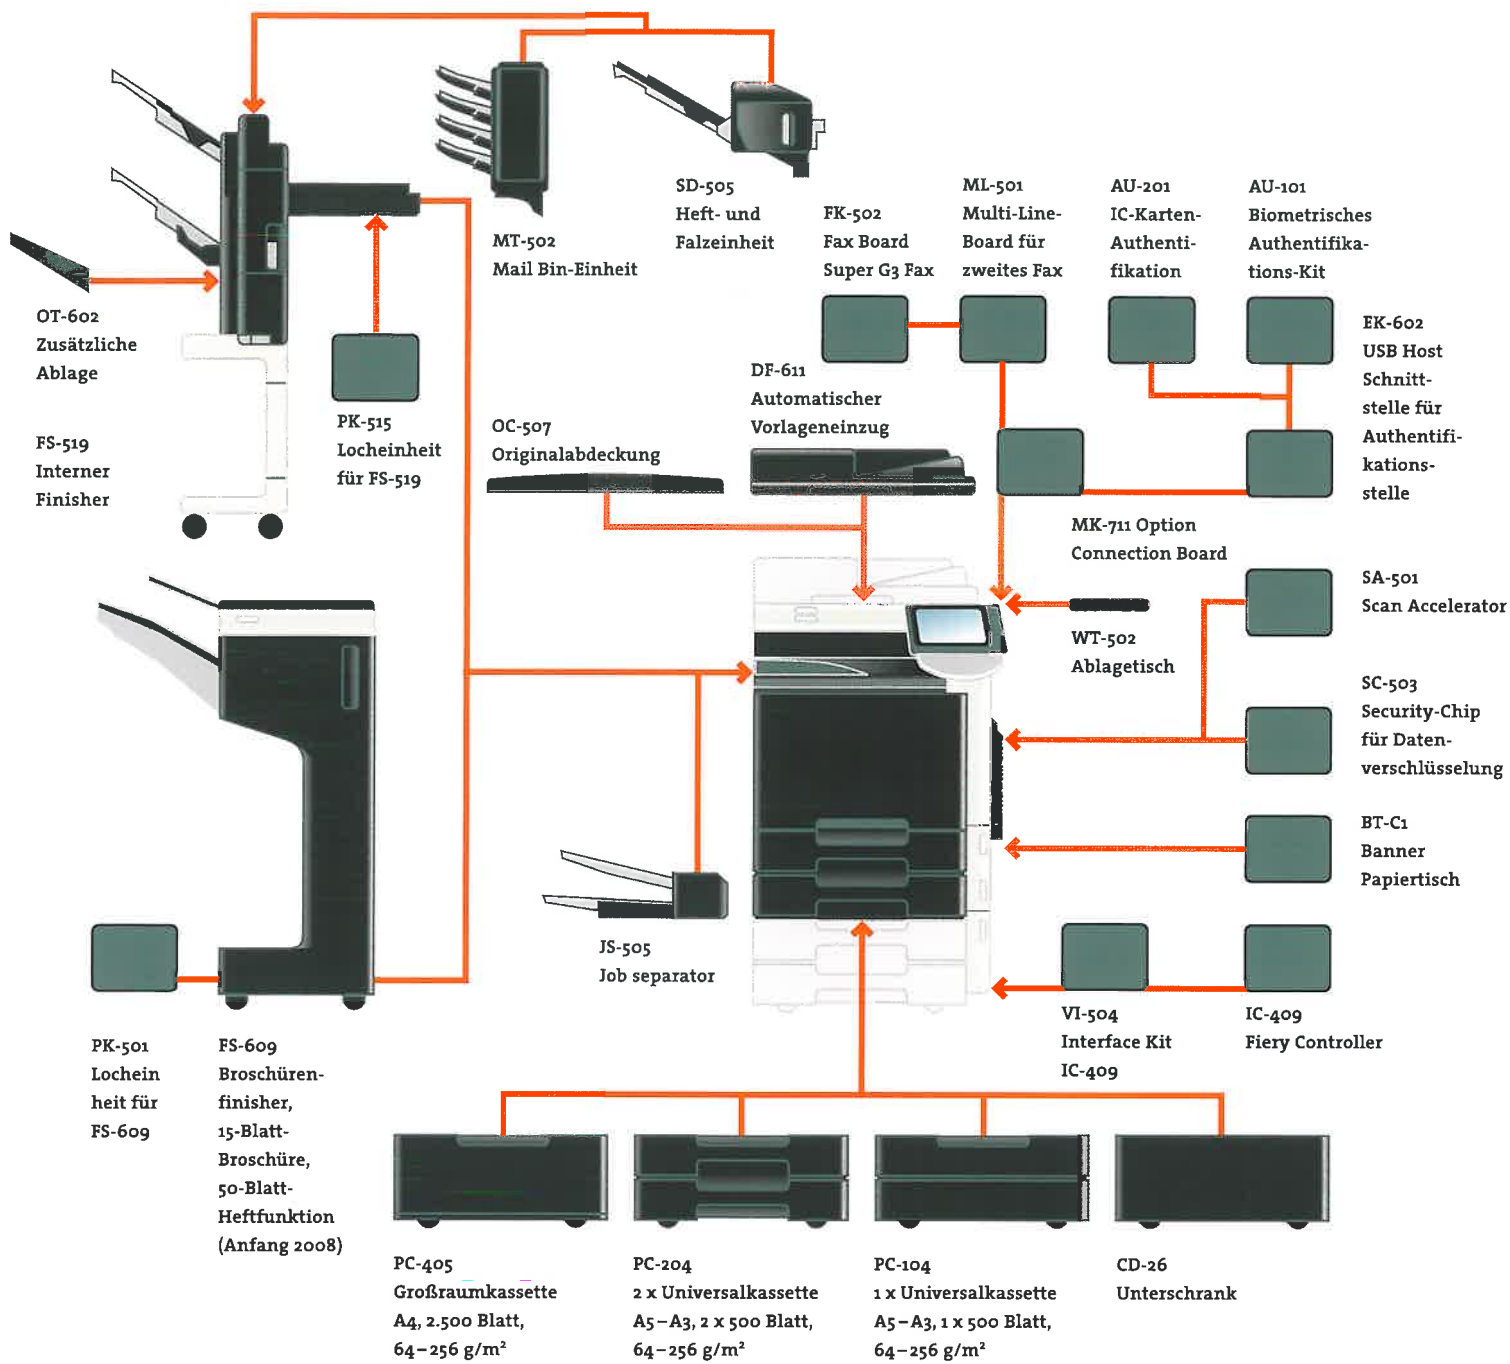 SD-505
Heft- und
Falzeinheit
MT-502
Mail Bin-Einheit
FK-502
Fax Board
Super G3 Fax
ML-501
Multi-Line-
Board für
zweites Fax
AU-201
IC-Karten-
Authenti-
fikation
AU-101
Biometrisches
Authentifika-
tions-Kit
OT-602
Zusätzliche
Ablage
FS-519
Interner
Finisher
PK-515
Locheinheit
für FS-519
OC-507
Originalabdeckung
DF-611
Automatischer
Vorlageneinzug
EK-602
USB Host
Schnitt-
stelle für
Authentifi-
kations-
stelle
MK-711 Option
Connection Board
WT-502
Ablagetisch
SA-501
Scan Accelerator
SC-503
Security-Chip
für Daten-
verschlüsselung
BT-C1
Banner
Papiertisch
JS-505
Job separator
VI-504
Interface Kit
IC-409
IC-409
Fiery Controller
PK-501
Lochein
heit für
FS-609
FS-609
Broschüren-
finisher,
15-Blatt-
Broschüre,
50-Blatt-
Heftfunktion
(Anfang 2008)
PC-405
Großraumkassette
A4, 2.500 Blatt,
64–256 g/m²
PC-204
2 x Universalkassette
A5–A3, 2 x 500 Blatt,
64–256 g/m²
PC-104
1 x Universalkassette
A5–A3, 1 x 500 Blatt,
64–256 g/m²
CD-26
Unterschrank